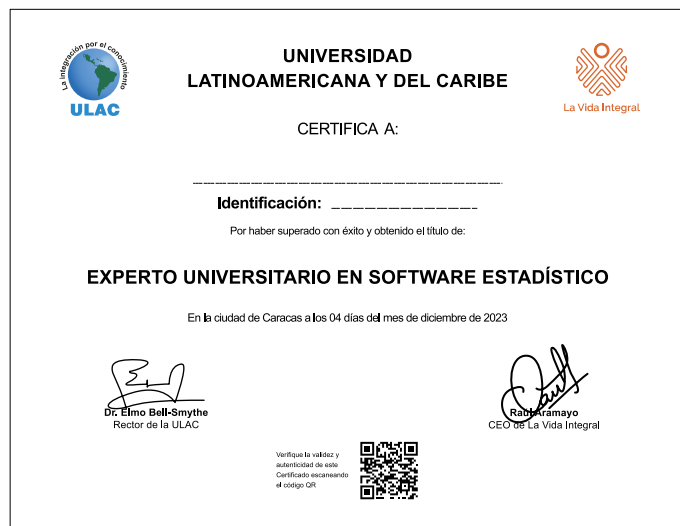 La integración por el conocimiento
ULAC
UNIVERSIDAD
LATINOAMERICANA Y DEL CARIBE
La Vida Integral
CERTIFICA A:
Identificación:
Por haber superado con éxito y obtenido el título de:
EXPERTO UNIVERSITARIO EN SOFTWARE ESTADÍSTICO
En la ciudad de Caracas a los 04 días del mes de diciembre de 2023
Dr. Elmo Bell-Smythe
Rector de la ULAC
Raúl Aramayo
CEO de La Vida Integral
Verifique la validez y
autenticidad de este
Certificado escaneando
el código QR